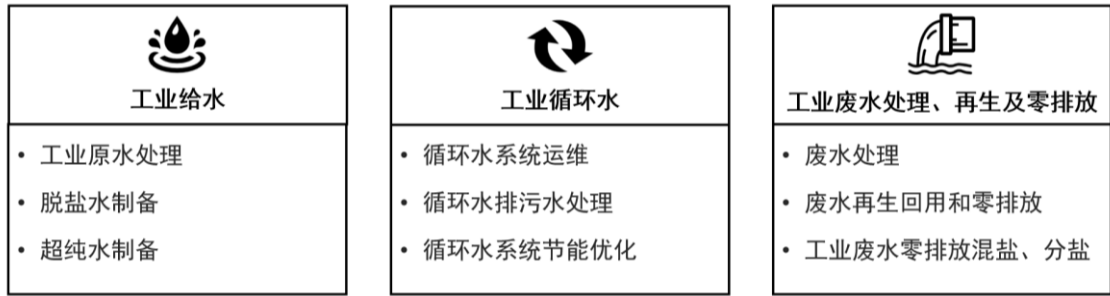 工业给水
• 工业原水处理
• 脱盐水制备
• 超纯水制备
工业循环水
• 循环水系统运维
• 循环水排污水处理
• 循环水系统节能优化
工业废水处理、再生及零排放
• 废水处理
• 废水再生回用和零排放
• 工业废水零排放混盐、分盐